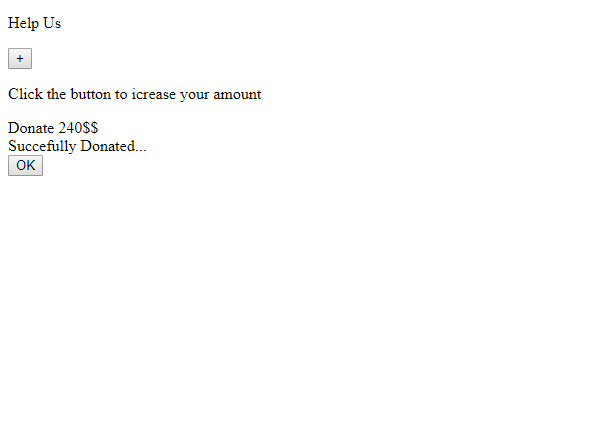 Help Us
+
Click the button to icrease your amount
Donate 240$$
Succefully Donated...
OK